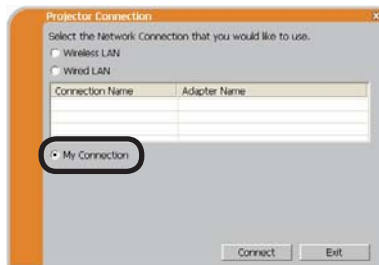 Projector Connection
Select the Network Connection that you would like to use.
Wireless LAN
Wired LAN
Connection Name Adapter Name
My Connection
Connect Exit